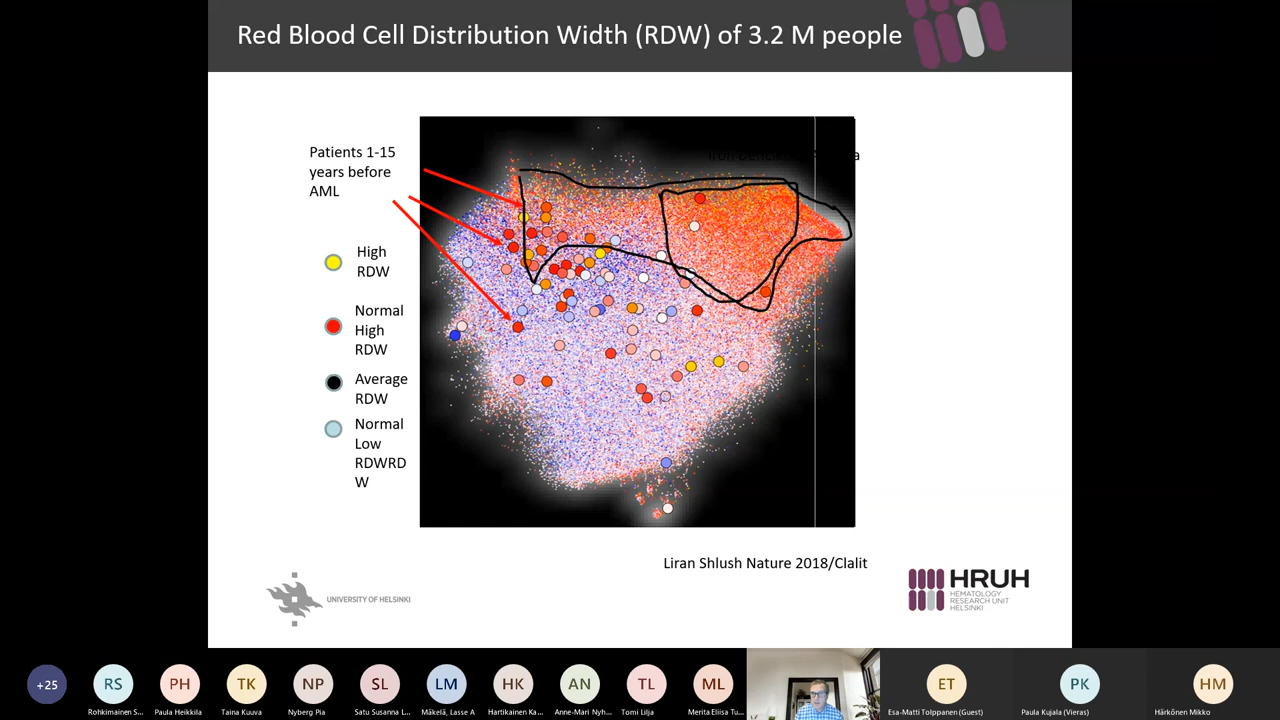 Red Blood Cell Distribution Width (RDW) of 3.2 M people
Patients 1-15
years before
AML
High
RDW
Normal
High
RDW
Average
RDW
Normal
Low
RDWRD
W
Liran Shlush Nature 2018/Clalit
UNIVERSITY OF HELSINKI
HRUH
HEMATOLOGY
RESEARCH UNIT
HELSINKI
+25
RS
PH
TK
NP
SL
LM
HK
AN
TL
ML
ET
PK
HM
Rohkimainen S...
Paula Heikkila
Taina Kuuva
Nyberg Pia
Satu Susanna L...
Mäkelä, Lasse A
Hartikainen Ka...
Anne-Mari Nyh...
Tomi Lilja
Merita Eliisa Tu...
Esa-Matti Tolppanen (Guest)
Paula Kujala (Vieras)
Härkönen Mikko